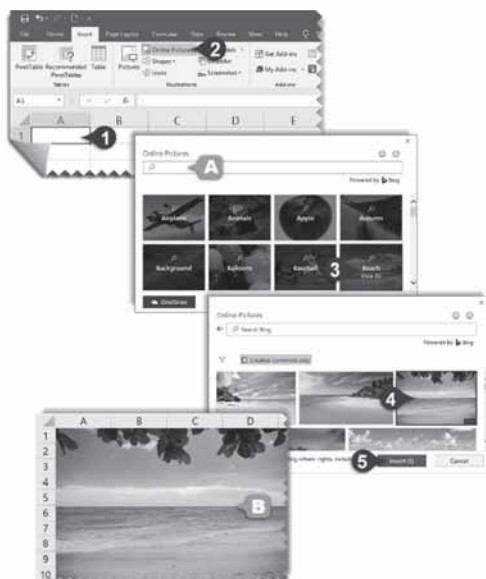 File Home Insert Page Layout Formulas Data Review View Help
PivotTable Recommended PivotTables Table
Tables
Pictures
Online Pictures
Shapes
Icons
SmartArt
Screenshot
Illustrations
Get Add-ins
My Add-ins
Add-ins
2
A1
A B C D E
1
1
Online Pictures
A
Powered by Bing
Airplane Animals Apple Autumn
Background Balloons Baseball Beach
3
OneDrive
Online Pictures
Search Bing
Powered by Bing
Creative Commons only
4
5
Insert (1) Cancel
A B C D
1
2
3
4
5
6
B
7
8
9
10